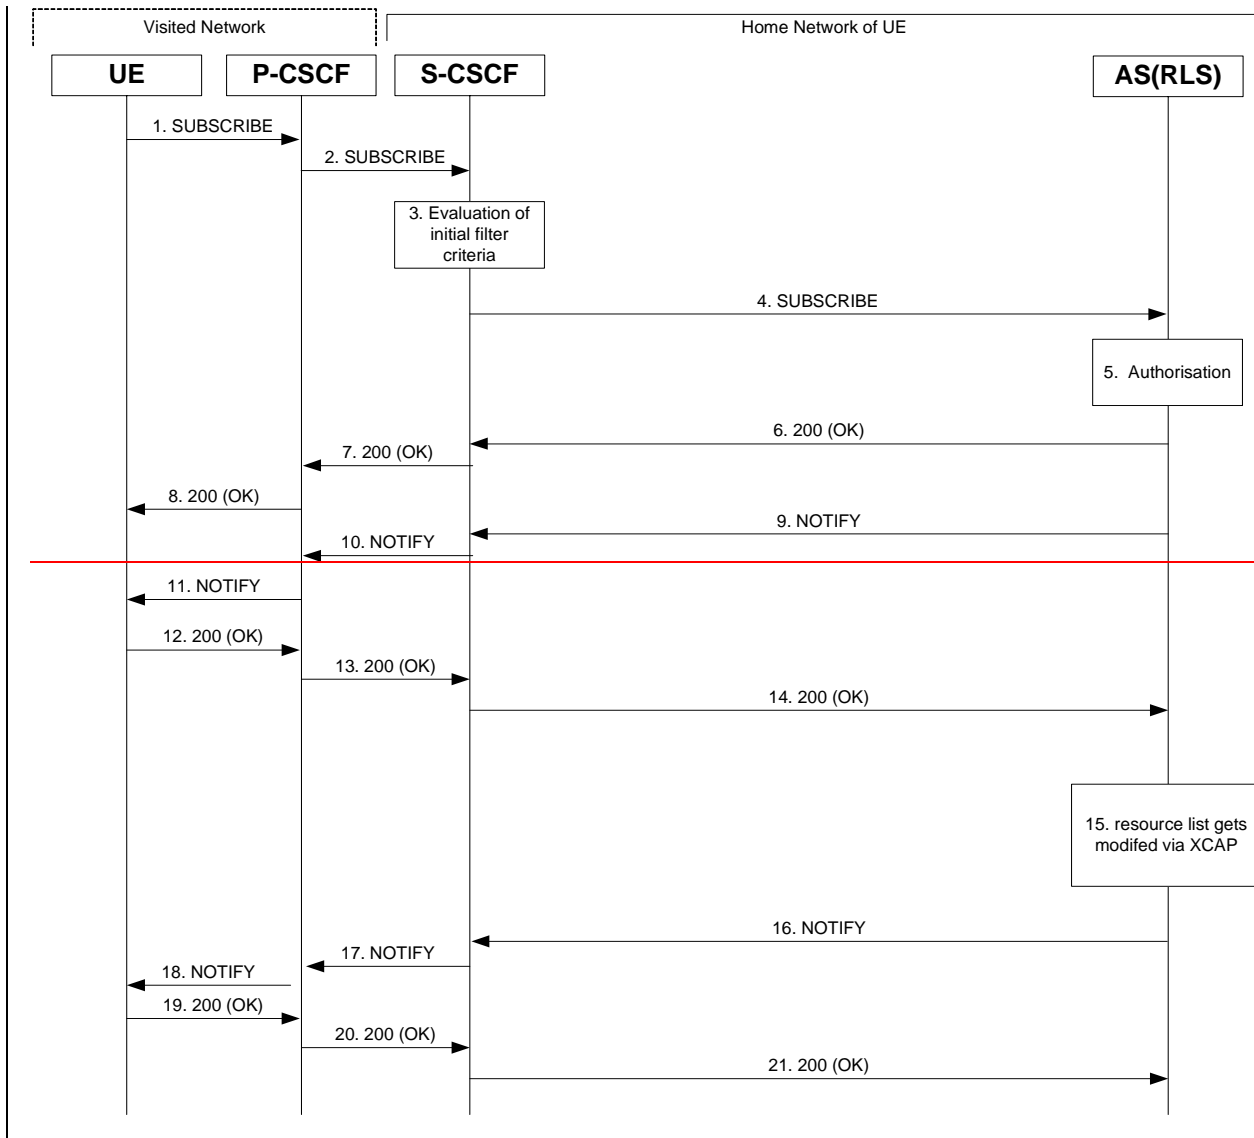 Visited Network
Home Network of UE
UE
P-CSCF
S-CSCF
AS(RLS)
1. SUBSCRIBE
2. SUBSCRIBE
3. Evaluation of
initial filter
criteria
4. SUBSCRIBE
5. Authorisation
6. 200 (OK)
7. 200 (OK)
8. 200 (OK)
9. NOTIFY
10. NOTIFY
11. NOTIFY
12. 200 (OK)
13. 200 (OK)
14. 200 (OK)
15. resource list gets
modifed via XCAP
16. NOTIFY
17. NOTIFY
18. NOTIFY
19. 200 (OK)
20. 200 (OK)
21. 200 (OK)